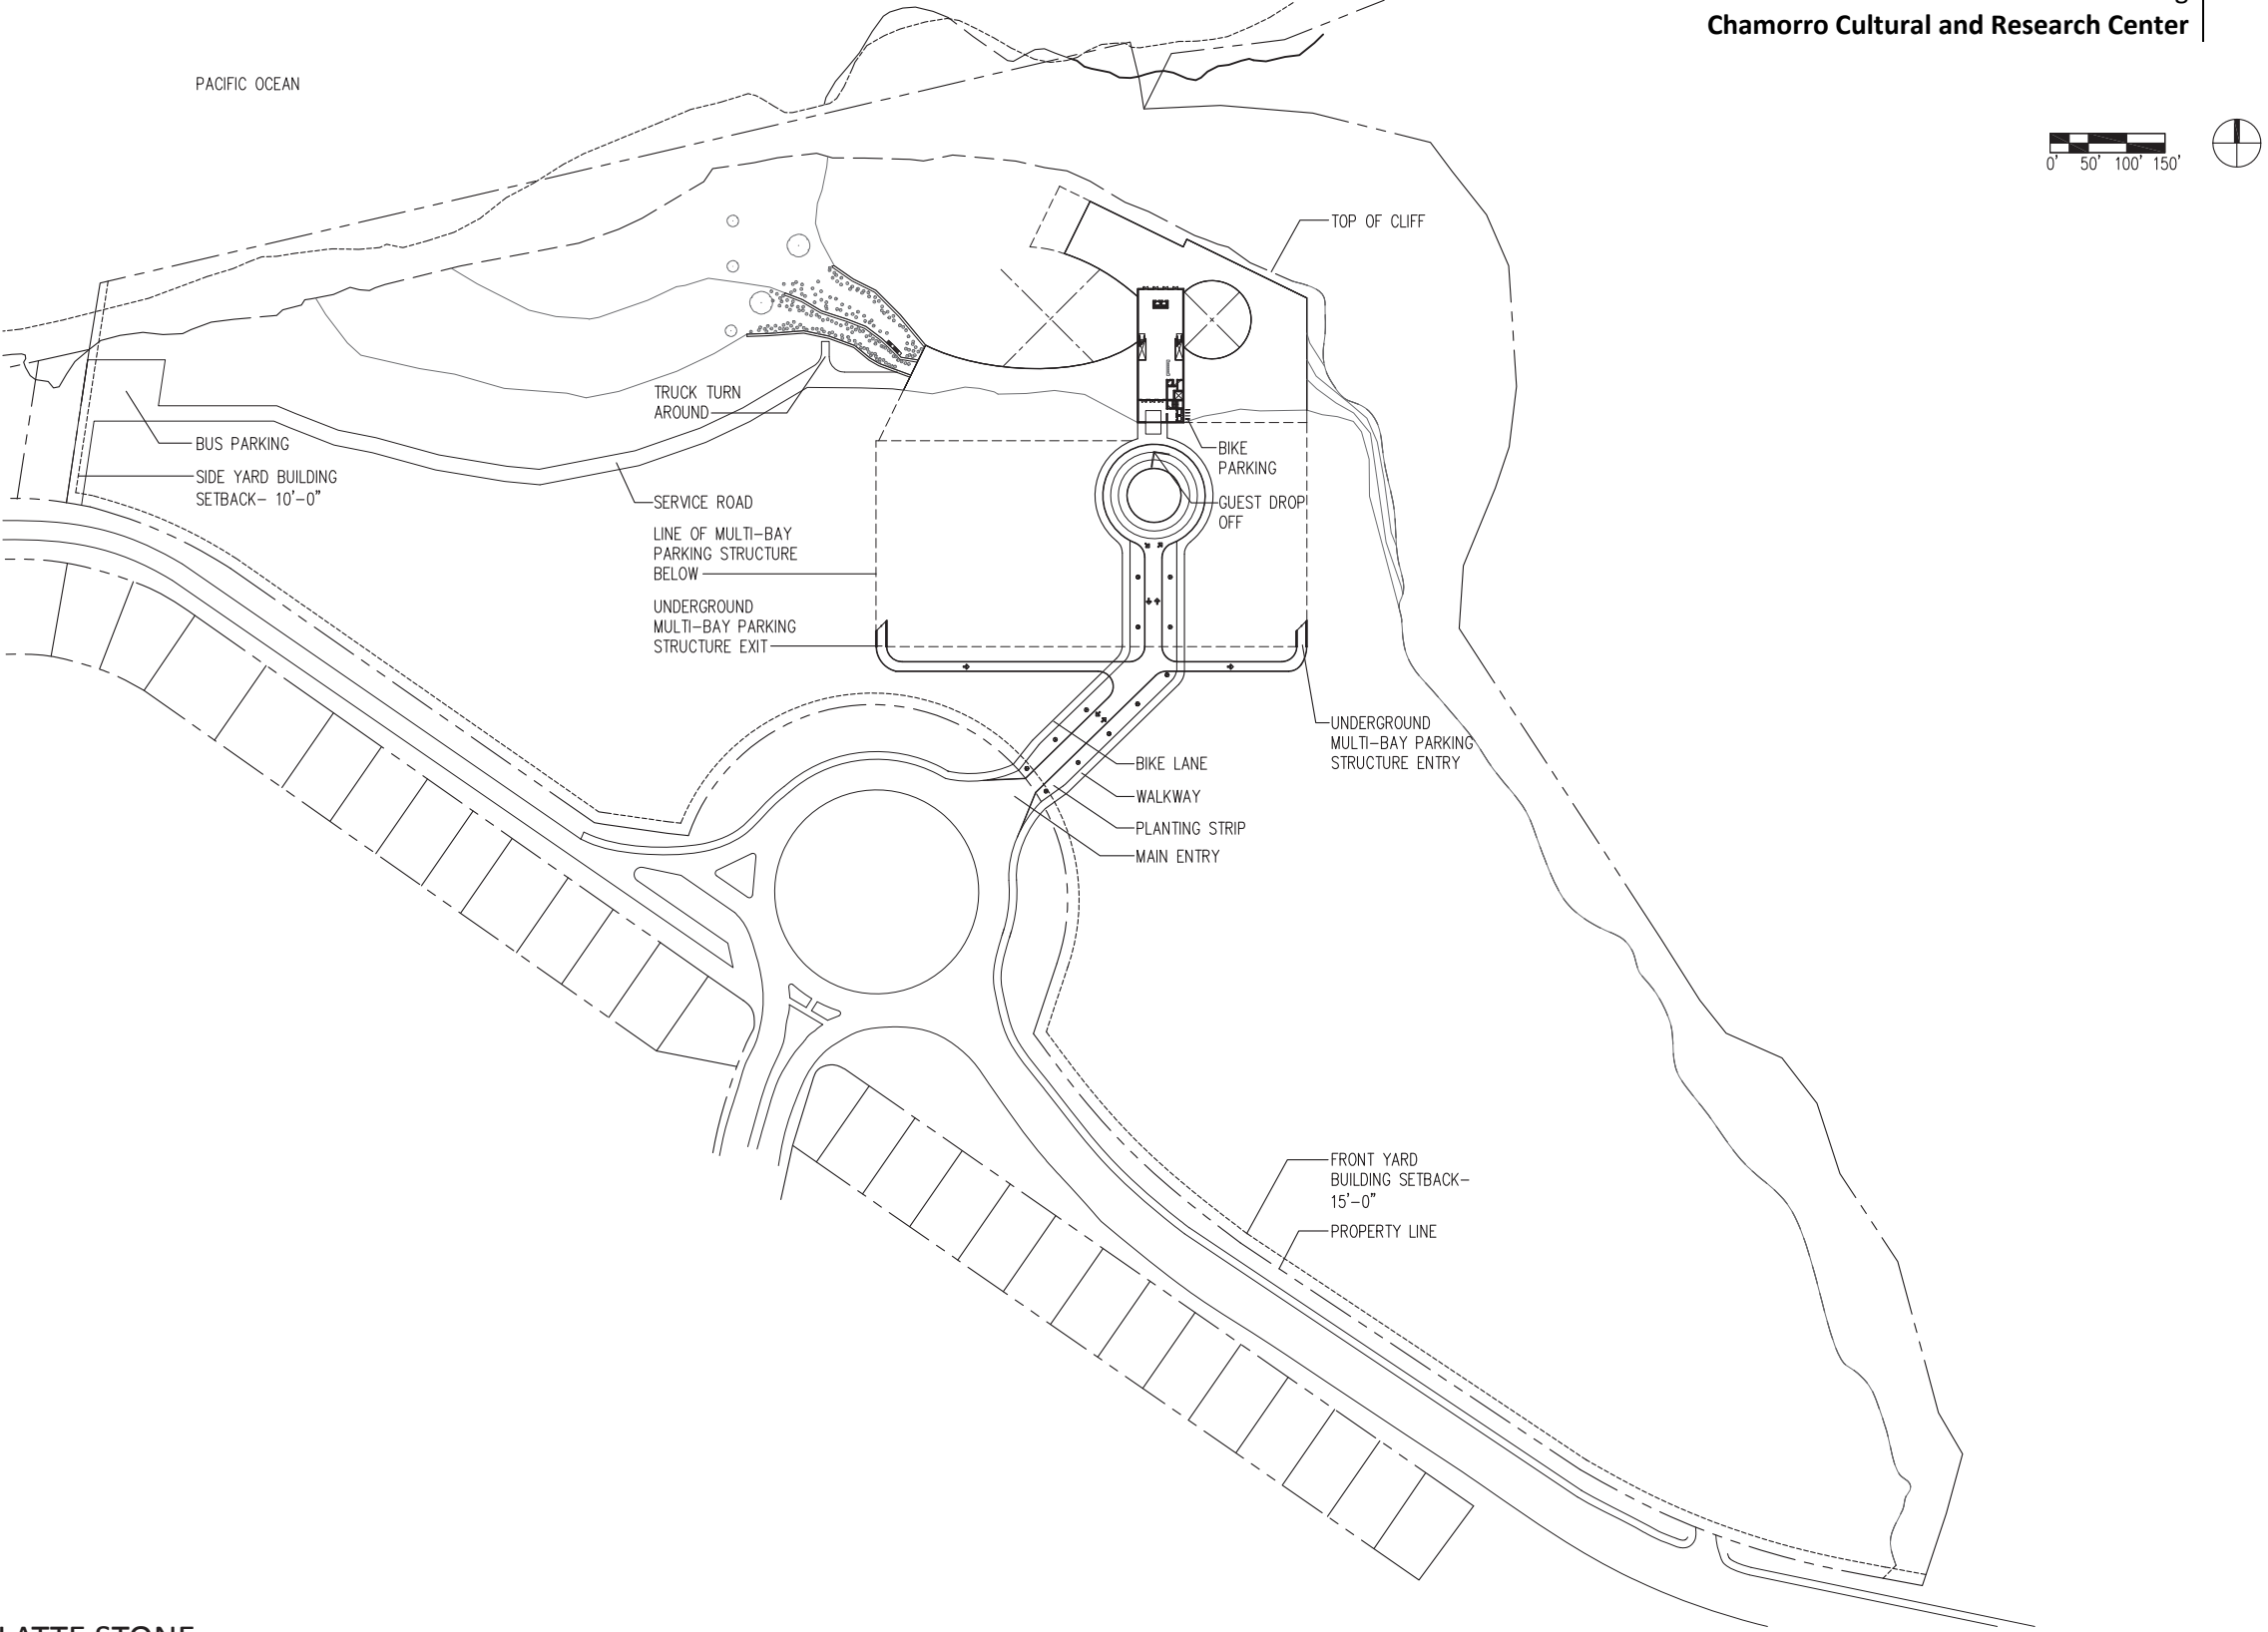 Chamorro Cultural and Research Center
PACIFIC OCEAN
0' 50' 100' 150'
TOP OF CLIFF
TRUCK TURN
AROUND
BUS PARKING
SIDE YARD BUILDING
SETBACK- 10'-0"
BIKE
PARKING
SERVICE ROAD
GUEST DROP
OFF
LINE OF MULTI-BAY
PARKING STRUCTURE
BELOW
UNDERGROUND
MULTI-BAY PARKING
STRUCTURE EXIT
UNDERGROUND
MULTI-BAY PARKING
STRUCTURE ENTRY
BIKE LANE
WALKWAY
PLANTING STRIP
MAIN ENTRY
FRONT YARD
BUILDING SETBACK-
15'-0"
PROPERTY LINE
LATTE STONE